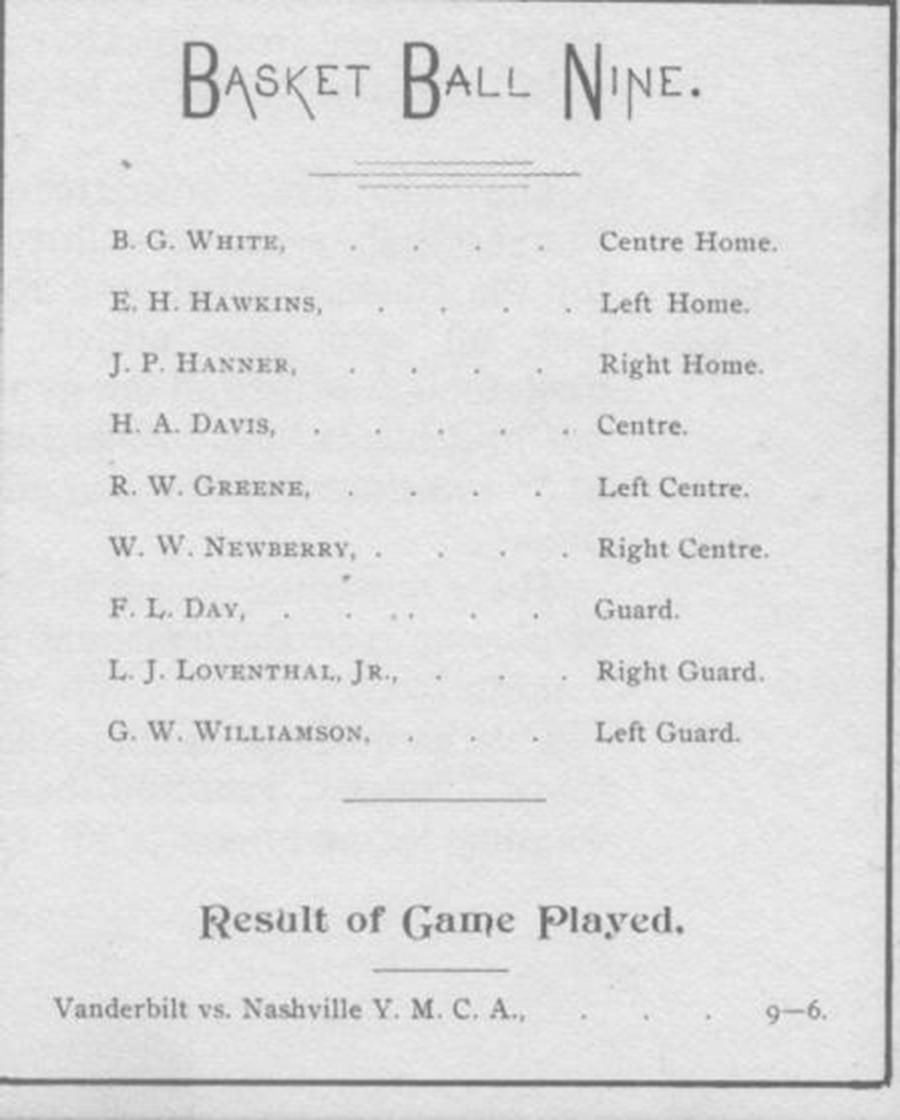 BASKET BALL NINE.
B. G. WHITE, . . . . Centre Home.
E. H. HAWKINS, . . . . Left Home.
J. P. HANNER, . . . . Right Home.
H. A. DAVIS, . . . . . Centre.
R. W. GREENE, . . . . Left Centre.
W. W. NEWBERRY, . . . . Right Centre.
F. L. DAY, . . . . . Guard.
L. J. LOVENTHAL, JR., . . . Right Guard.
G. W. WILLIAMSON, . . . Left Guard.
Result of Game Played.
Vanderbilt vs. Nashville Y. M. C. A., . . . 9—6.